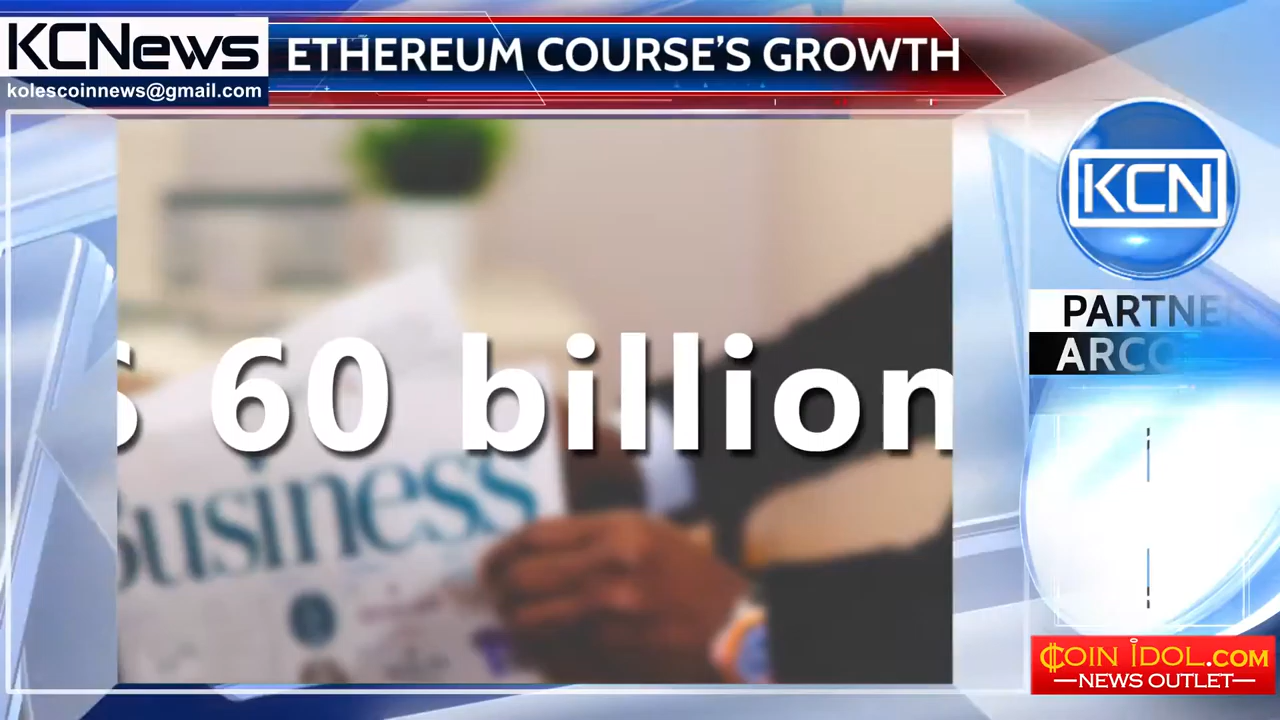 KCNews
kolescoinnews@gmail.com
ETHEREUM COURSE'S GROWTH
KCN
PARTNE
ARCO
$ 60 billion
Business
COIN IDOL.COM
NEWS OUTLET